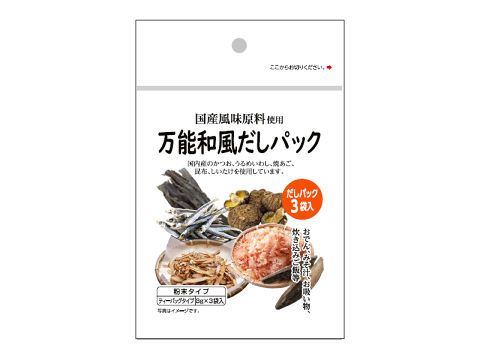 ここからお切りください。➡
国産風味原料使用
万能和風だしパック
国内産のかつお、うるめいわし、焼あご、
昆布、しいたけを使用しています。
だしパック
3袋入
おでん、みそ汁、お吸い物、
炊き込みご飯等
粉末タイプ
ティーバッグタイプ 8g×3袋入
写真はイメージです。